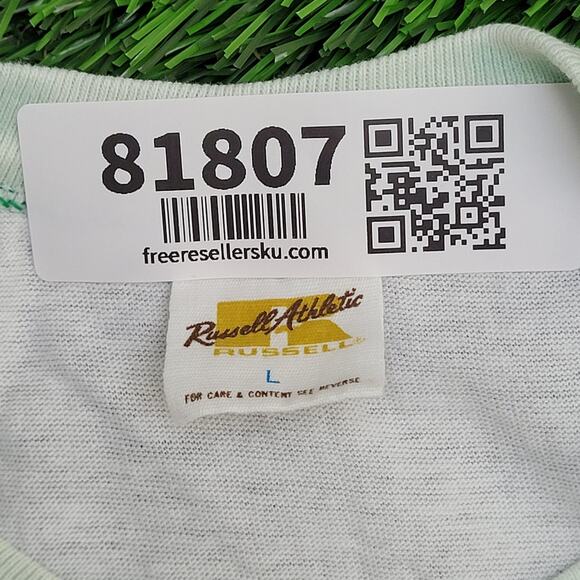 81807
freeresellersku.com
Russell Athletic
RUSSELL
L
FOR CARE & CONTENT SEE REVERSE